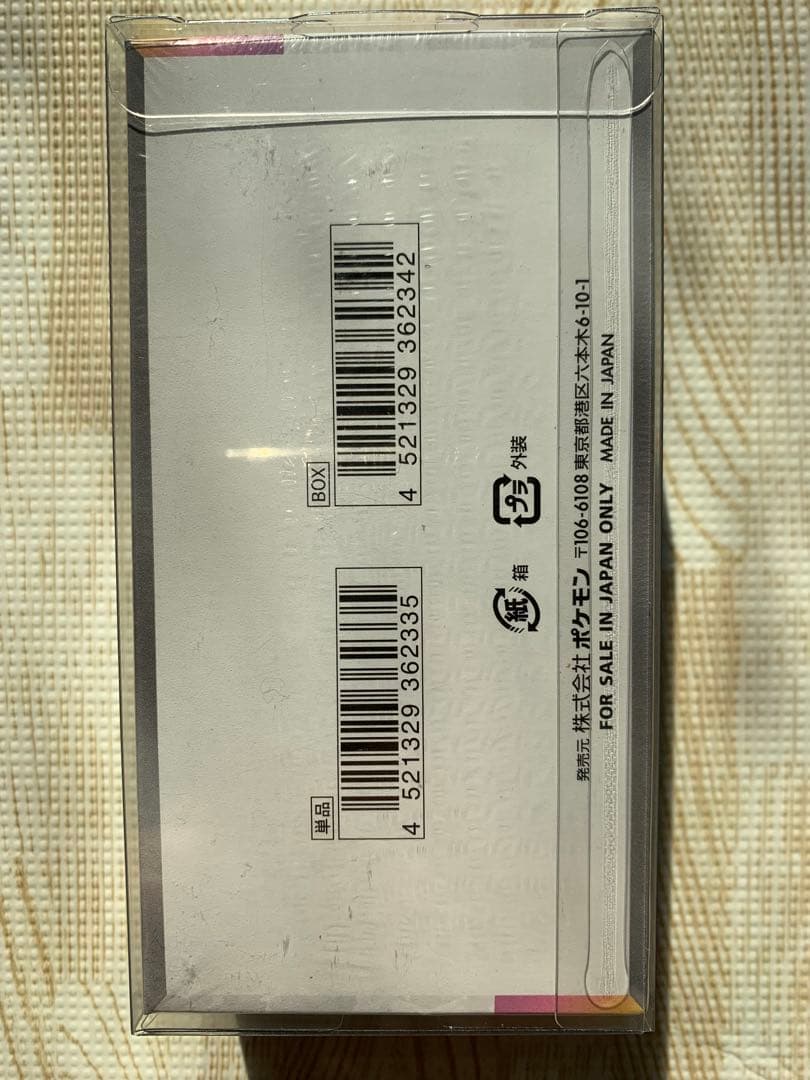 単品
4 521329 362335
BOX
4 521329 362342
紙 箱
プラ 外装
発売元 株式会社 ポケモン 〒106-6108 東京都港区六本木6-10-1
FOR SALE IN JAPAN ONLY MADE IN JAPAN